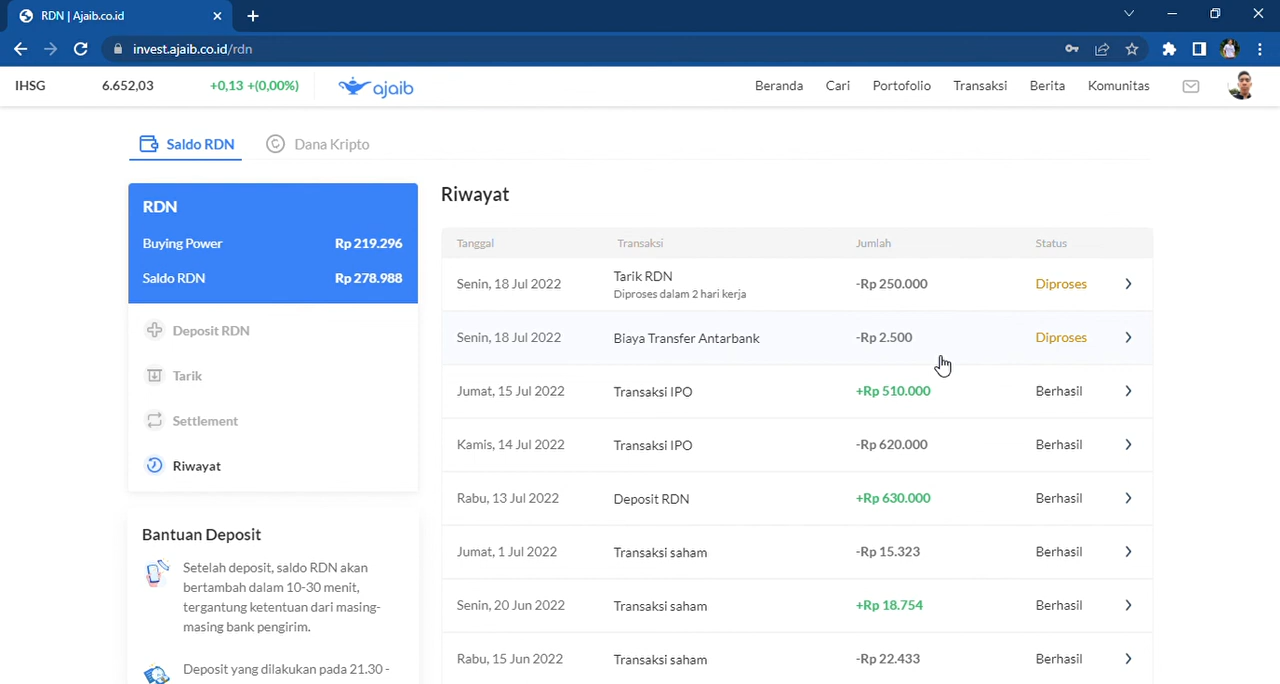 RDN | Ajaib.co.id
invest.ajaib.co.id/rdn
IHSG 6.652,03 +0,13 +(0,00%) ajaib Beranda Cari Portofolio Transaksi Berita Komunitas
Saldo RDN Dana Kripto
RDN
Buying Power Rp 219.296
Saldo RDN Rp 278.988
Deposit RDN
Tarik
Settlement
Riwayat
Bantuan Deposit
Setelah deposit, saldo RDN akan
bertambah dalam 10-30 menit,
tergantung ketentuan dari masing-
masing bank pengirim.
Deposit yang dilakukan pada 21.30 -
Riwayat
Tanggal Transaksi Jumlah Status
Senin, 18 Jul 2022 Tarik RDN -Rp 250.000 Diproses
Diproses dalam 2 hari kerja
Senin, 18 Jul 2022 Biaya Transfer Antarbank -Rp 2.500 Diproses
Jumat, 15 Jul 2022 Transaksi IPO +Rp 510.000 Berhasil
Kamis, 14 Jul 2022 Transaksi IPO -Rp 620.000 Berhasil
Rabu, 13 Jul 2022 Deposit RDN +Rp 630.000 Berhasil
Jumat, 1 Jul 2022 Transaksi saham -Rp 15.323 Berhasil
Senin, 20 Jun 2022 Transaksi saham +Rp 18.754 Berhasil
Rabu, 15 Jun 2022 Transaksi saham -Rp 22.433 Berhasil